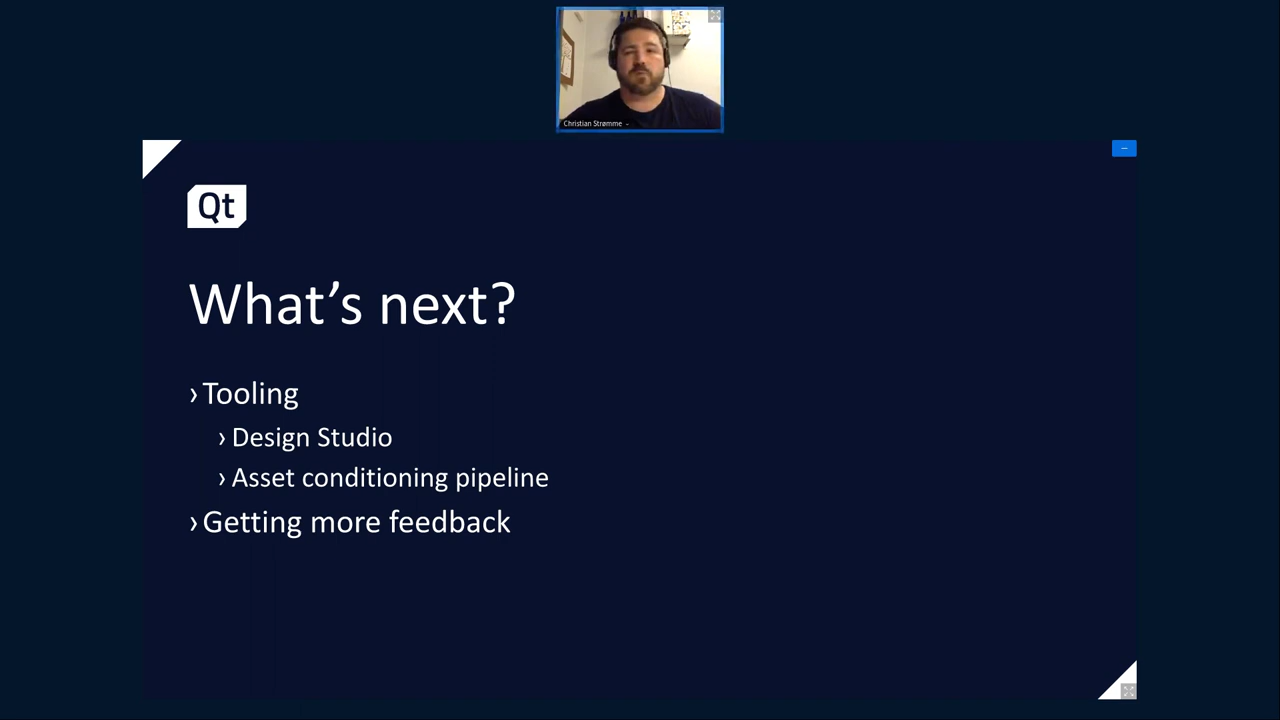 Christian Strømme
Qt
What's next?
› Tooling
› Design Studio
› Asset conditioning pipeline
› Getting more feedback